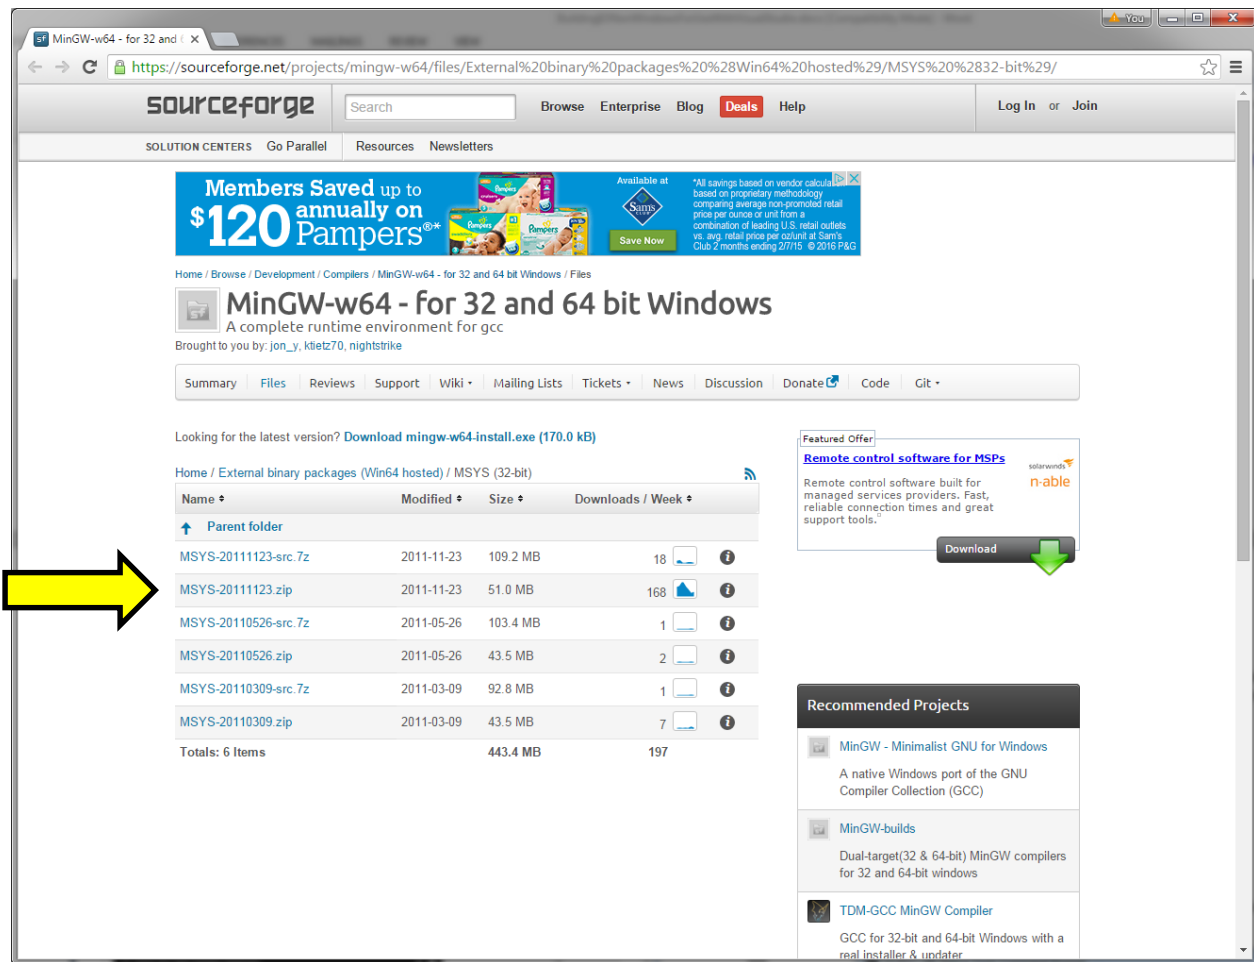 You
MinGW-w64 - for 32 and
https://sourceforge.net/projects/mingw-w64/files/External%20binary%20packages%20%28Win64%20hosted%29/MSYS%20%2832-bit%29/
sourceforge
Search
Browse Enterprise Blog Deals Help
Log In or Join
SOLUTION CENTERS Go Parallel Resources Newsletters
Members Saved up to
$120 annually on
Pampers®*
Available at
Sam's
Save Now
*All savings based on vendor
based on proprietary methodology
comparing average non-promoted retail
price per ounce or unit from a
combination of leading U.S. retail outlets
vs. avg. retail price per oz/unit at Sam's
Club 2 months ending 2/7/15 © 2016 P&G
Home / Browse / Development / Compilers / MinGW-w64 - for 32 and 64 bit Windows / Files
MinGW-w64 - for 32 and 64 bit Windows
A complete runtime environment for gcc
Brought to you by: jon_y, ktietz70, nightstrike
Summary Files Reviews Support Wiki Mailing Lists Tickets News Discussion Donate Code Git
Looking for the latest version? Download mingw-w64-install.exe (170.0 kB)
Home / External binary packages (Win64 hosted) / MSYS (32-bit)
Name Modified Size Downloads / Week
Parent folder
MSYS-20111123-src.7z 2011-11-23 109.2 MB 18
MSYS-20111123.zip 2011-11-23 51.0 MB 168
MSYS-20110526-src.7z 2011-05-26 103.4 MB 1
MSYS-20110526.zip 2011-05-26 43.5 MB 2
MSYS-20110309-src.7z 2011-03-09 92.8 MB 1
MSYS-20110309.zip 2011-03-09 43.5 MB 7
Totals: 6 Items 443.4 MB 197
Featured Offer
Remote control software for MSPs
Remote control software built for
managed services providers. Fast,
reliable connection times and great
support tools.
solarwinds
n-able
Download
Recommended Projects
MinGW - Minimalist GNU for Windows
A native Windows port of the GNU
Compiler Collection (GCC)
MinGW-builds
Dual-target(32 & 64-bit) MinGW compilers
for 32 and 64-bit windows
TDM-GCC MinGW Compiler
GCC for 32-bit and 64-bit Windows with a
real installer & updater